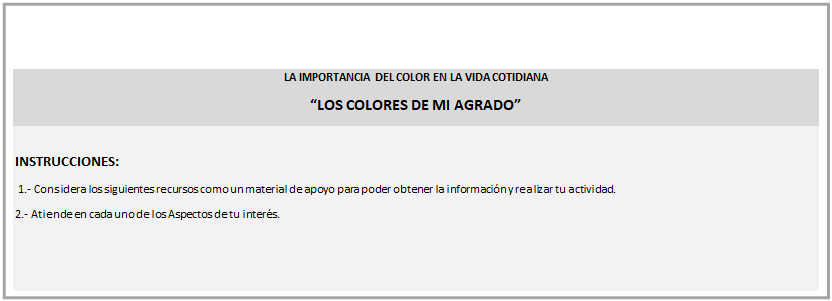 LA IMPORTANCIA DEL COLOR EN LA VIDA COTIDIANA
“LOS COLORES DE MI AGRADO”
INSTRUCCIONES:
1.- Considera los siguientes recursos como un material de apoyo para poder obtener la información y realizar tu actividad.
2.- Atiende en cada uno de los Aspectos de tu interés.